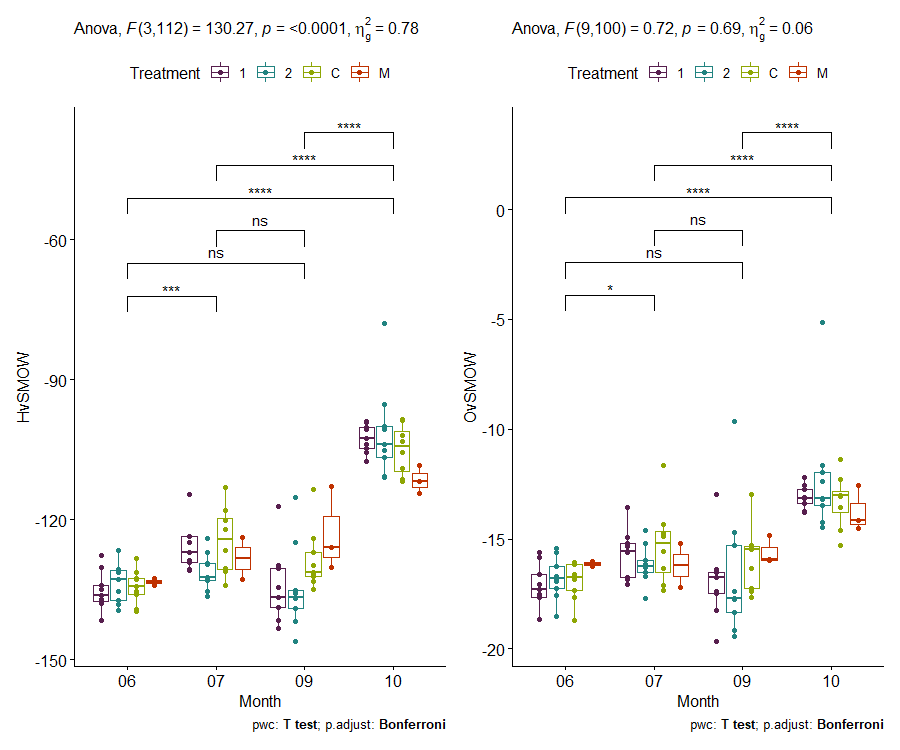 Anova, F(3,112) = 130.27, p = <0.0001, η²g = 0.78
Treatment 1 2 C M
****
****
****
ns
ns
***
-60
-90
-120
-150
HvSMOW
06 07 09 10
Month
pwc: T test; p.adjust: Bonferroni
Anova, F(9,100) = 0.72, p = 0.69, η²g = 0.06
Treatment 1 2 C M
****
****
****
ns
ns
*
0
-5
-10
-15
-20
OvSMOW
06 07 09 10
Month
pwc: T test; p.adjust: Bonferroni